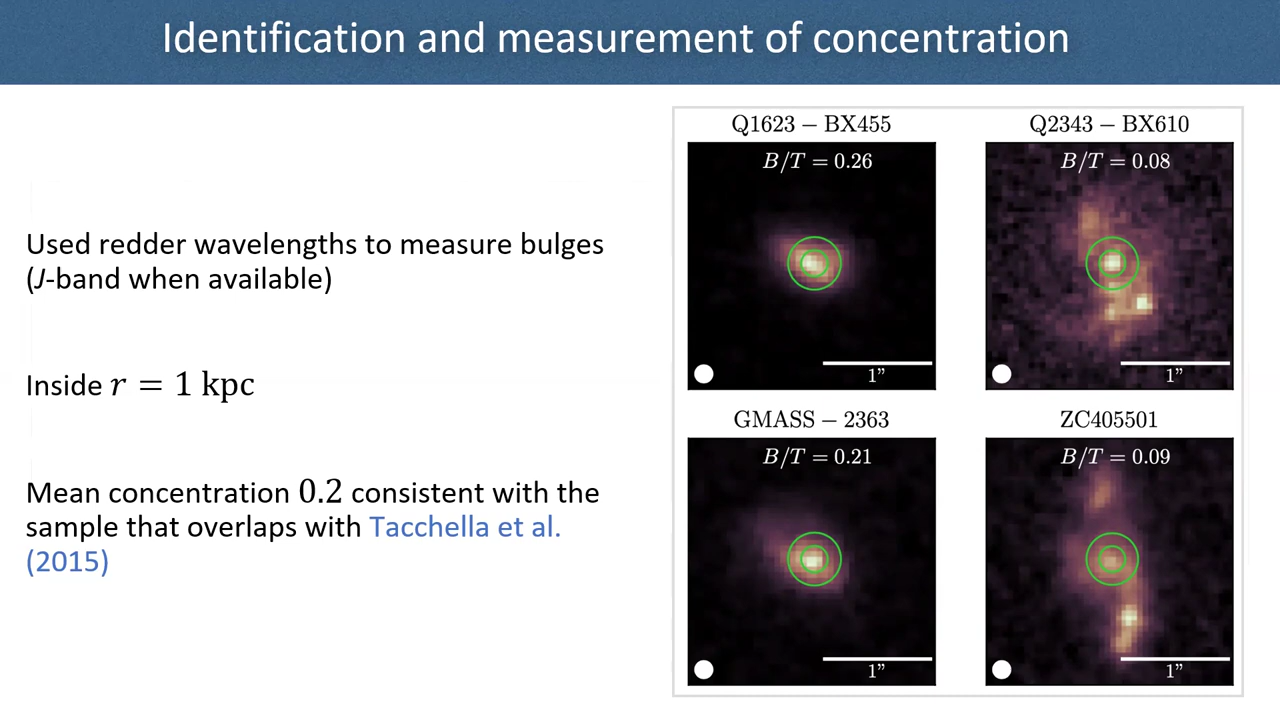 Identification and measurement of concentration
Used redder wavelengths to measure bulges
(J-band when available)
Inside r = 1 kpc
Mean concentration 0.2 consistent with the
sample that overlaps with Tacchella et al.
(2015)
Q1623 − BX455
B/T = 0.26
1”
Q2343 − BX610
B/T = 0.08
1”
GMASS − 2363
B/T = 0.21
1”
ZC405501
B/T = 0.09
1”